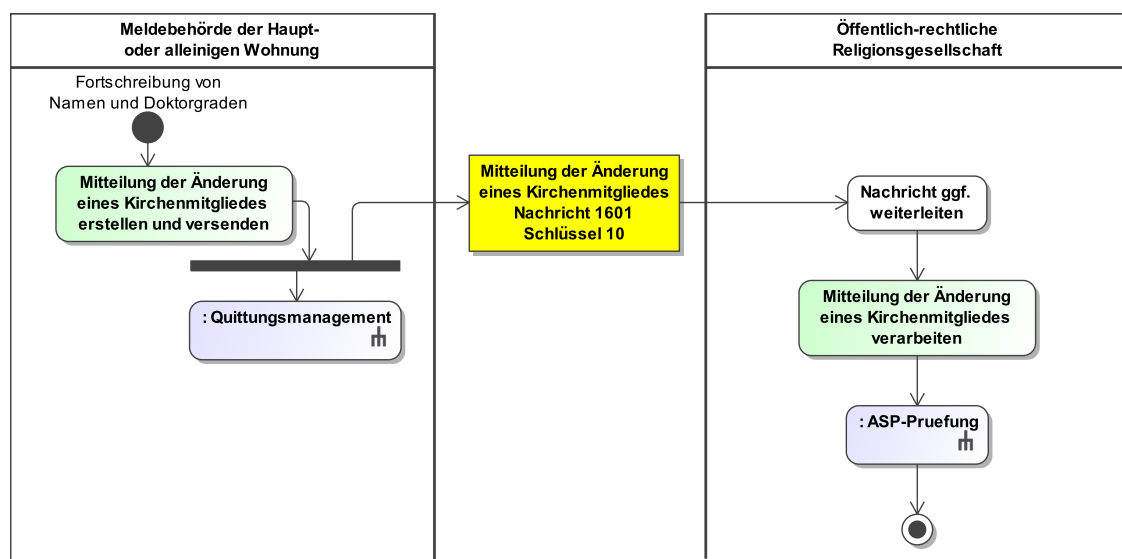 Meldebehörde der Haupt-
oder alleinigen Wohnung
Fortschreibung von
Namen und Doktorgraden
Mitteilung der Änderung
eines Kirchenmitgliedes
erstellen und versenden
: Quittungsmanagement
Mitteilung der Änderung
eines Kirchenmitgliedes
Nachricht 1601
Schlüssel 10
Öffentlich-rechtliche
Religionsgesellschaft
Nachricht ggf.
weiterleiten
Mitteilung der Änderung
eines Kirchenmitgliedes
verarbeiten
: ASP-Pruefung